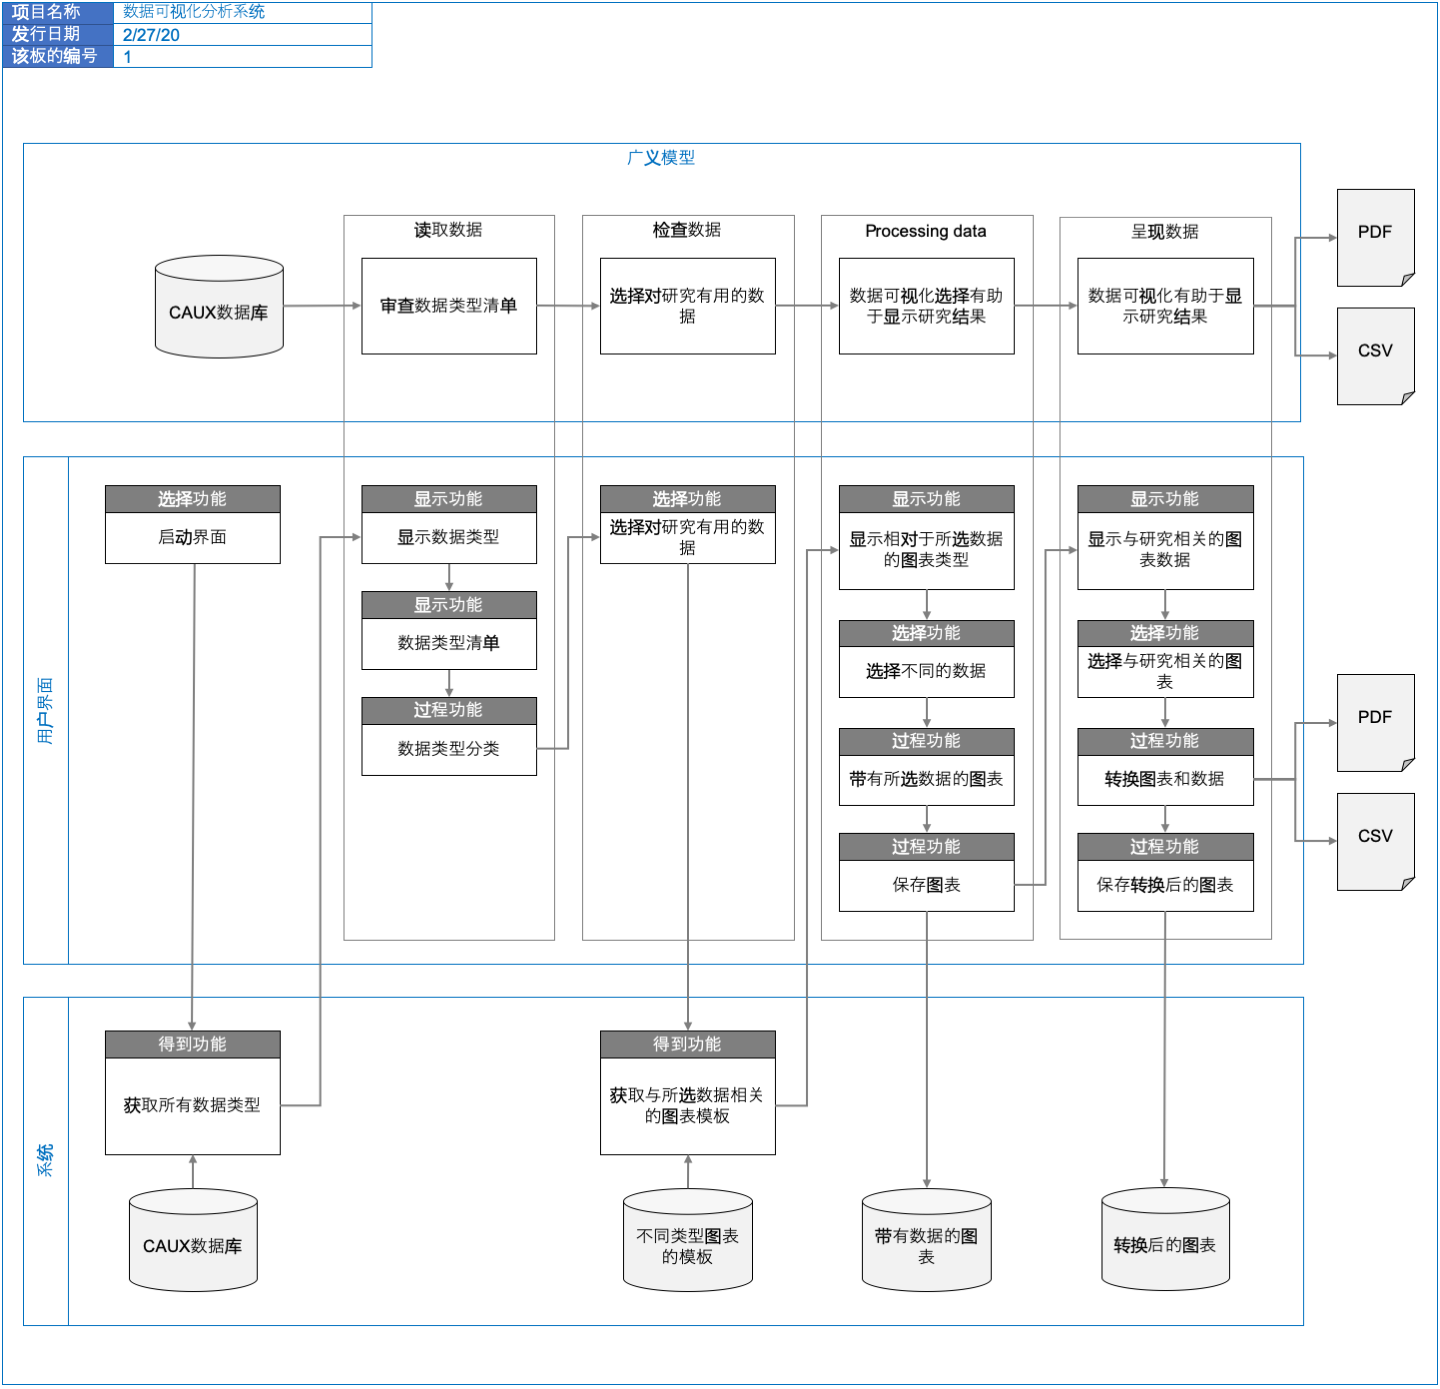 项目名称 数据可视化分析系统
发行日期 2/27/20
该板的编号 1
广义模型
读取数据
检查数据
Processing data
呈现数据
CAUX数据库
审查数据类型清单
选择对研究有用的数
据
数据可视化选择有助
于显示研究结果
数据可视化有助于显
示研究结果
PDF
CSV
用户界面
选择功能
启动界面
显示功能
显示数据类型
显示功能
数据类型清单
过程功能
数据类型分类
选择功能
选择对研究有用的数
据
显示功能
显示相对于所选数据
的图表类型
选择功能
选择不同的数据
过程功能
带有所选数据的图表
过程功能
保存图表
显示功能
显示与研究相关的图
表数据
选择功能
选择与研究相关的图
表
过程功能
转换图表和数据
过程功能
保存转换后的图表
PDF
CSV
系统
得到功能
获取所有数据类型
CAUX数据库
得到功能
获取与所选数据相关
的图表模板
不同类型图表
的模板
带有数据的图
表
转换后的图表